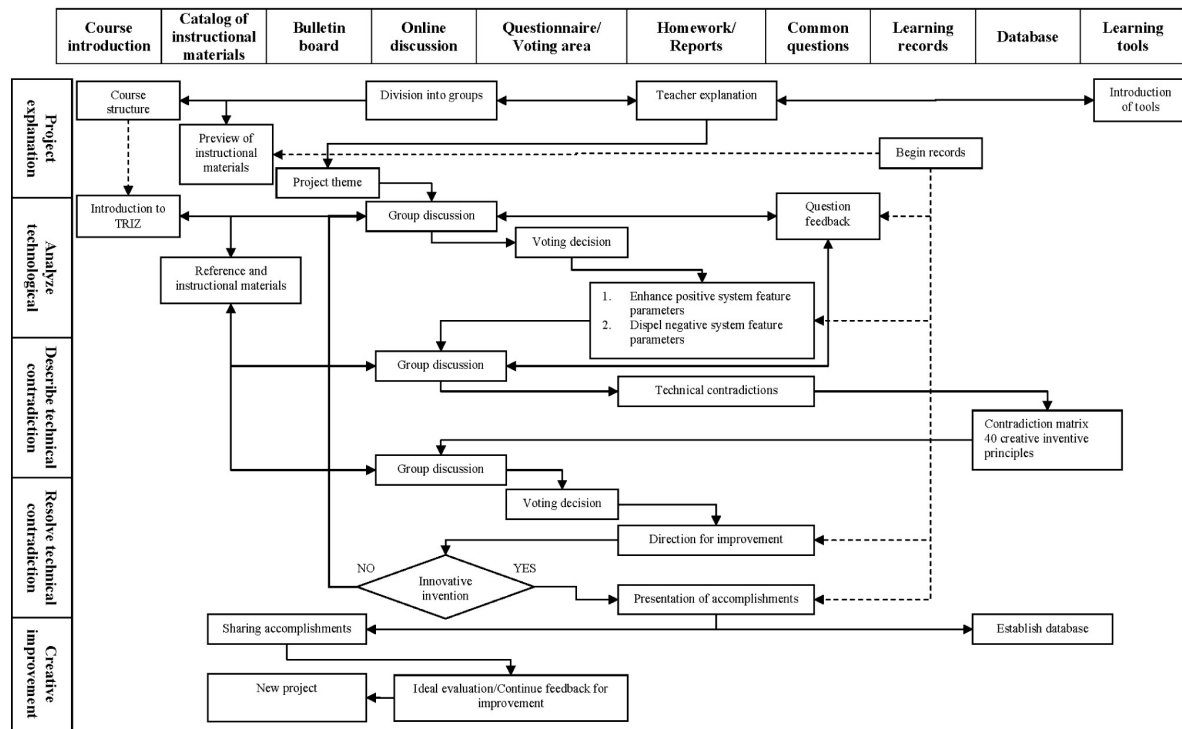 Course
introduction
Catalog of
instructional
materials
Bulletin
board
Online
discussion
Questionnaire/
Voting area
Homework/
Reports
Common
questions
Learning
records
Database
Learning
tools
Project
explanation
Course
structure
Division into groups
Teacher explanation
Introduction
of tools
Preview of
instructional
materials
Begin records
Project theme
Analyze
technological
Introduction to
TRIZ
Group discussion
Question
feedback
Voting decision
Reference and
instructional materials
1. Enhance positive system feature
parameters
2. Dispel negative system feature
parameters
Describe technical
contradiction
Group discussion
Technical contradictions
Contradiction matrix
40 creative inventive
principles
Group discussion
Resolve technical
contradiction
Voting decision
Direction for improvement
NO
YES
Innovative
invention
Presentation of accomplishments
Creative
improvement
Sharing accomplishments
Establish database
New project
Ideal evaluation/Continue feedback for
improvement